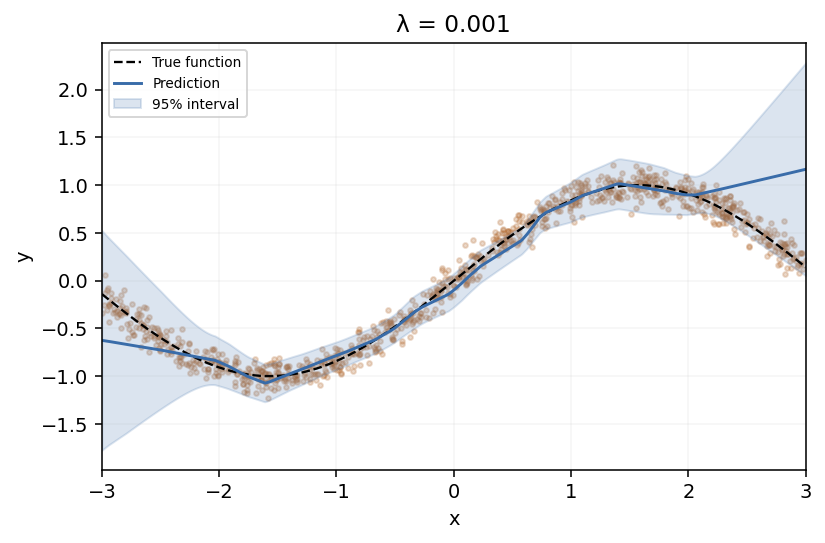 λ = 0.001
True function
Prediction
95% interval
2.0
1.5
1.0
0.5
0.0
−0.5
−1.0
−1.5
y
−3
−2
−1
0
1
2
3
x